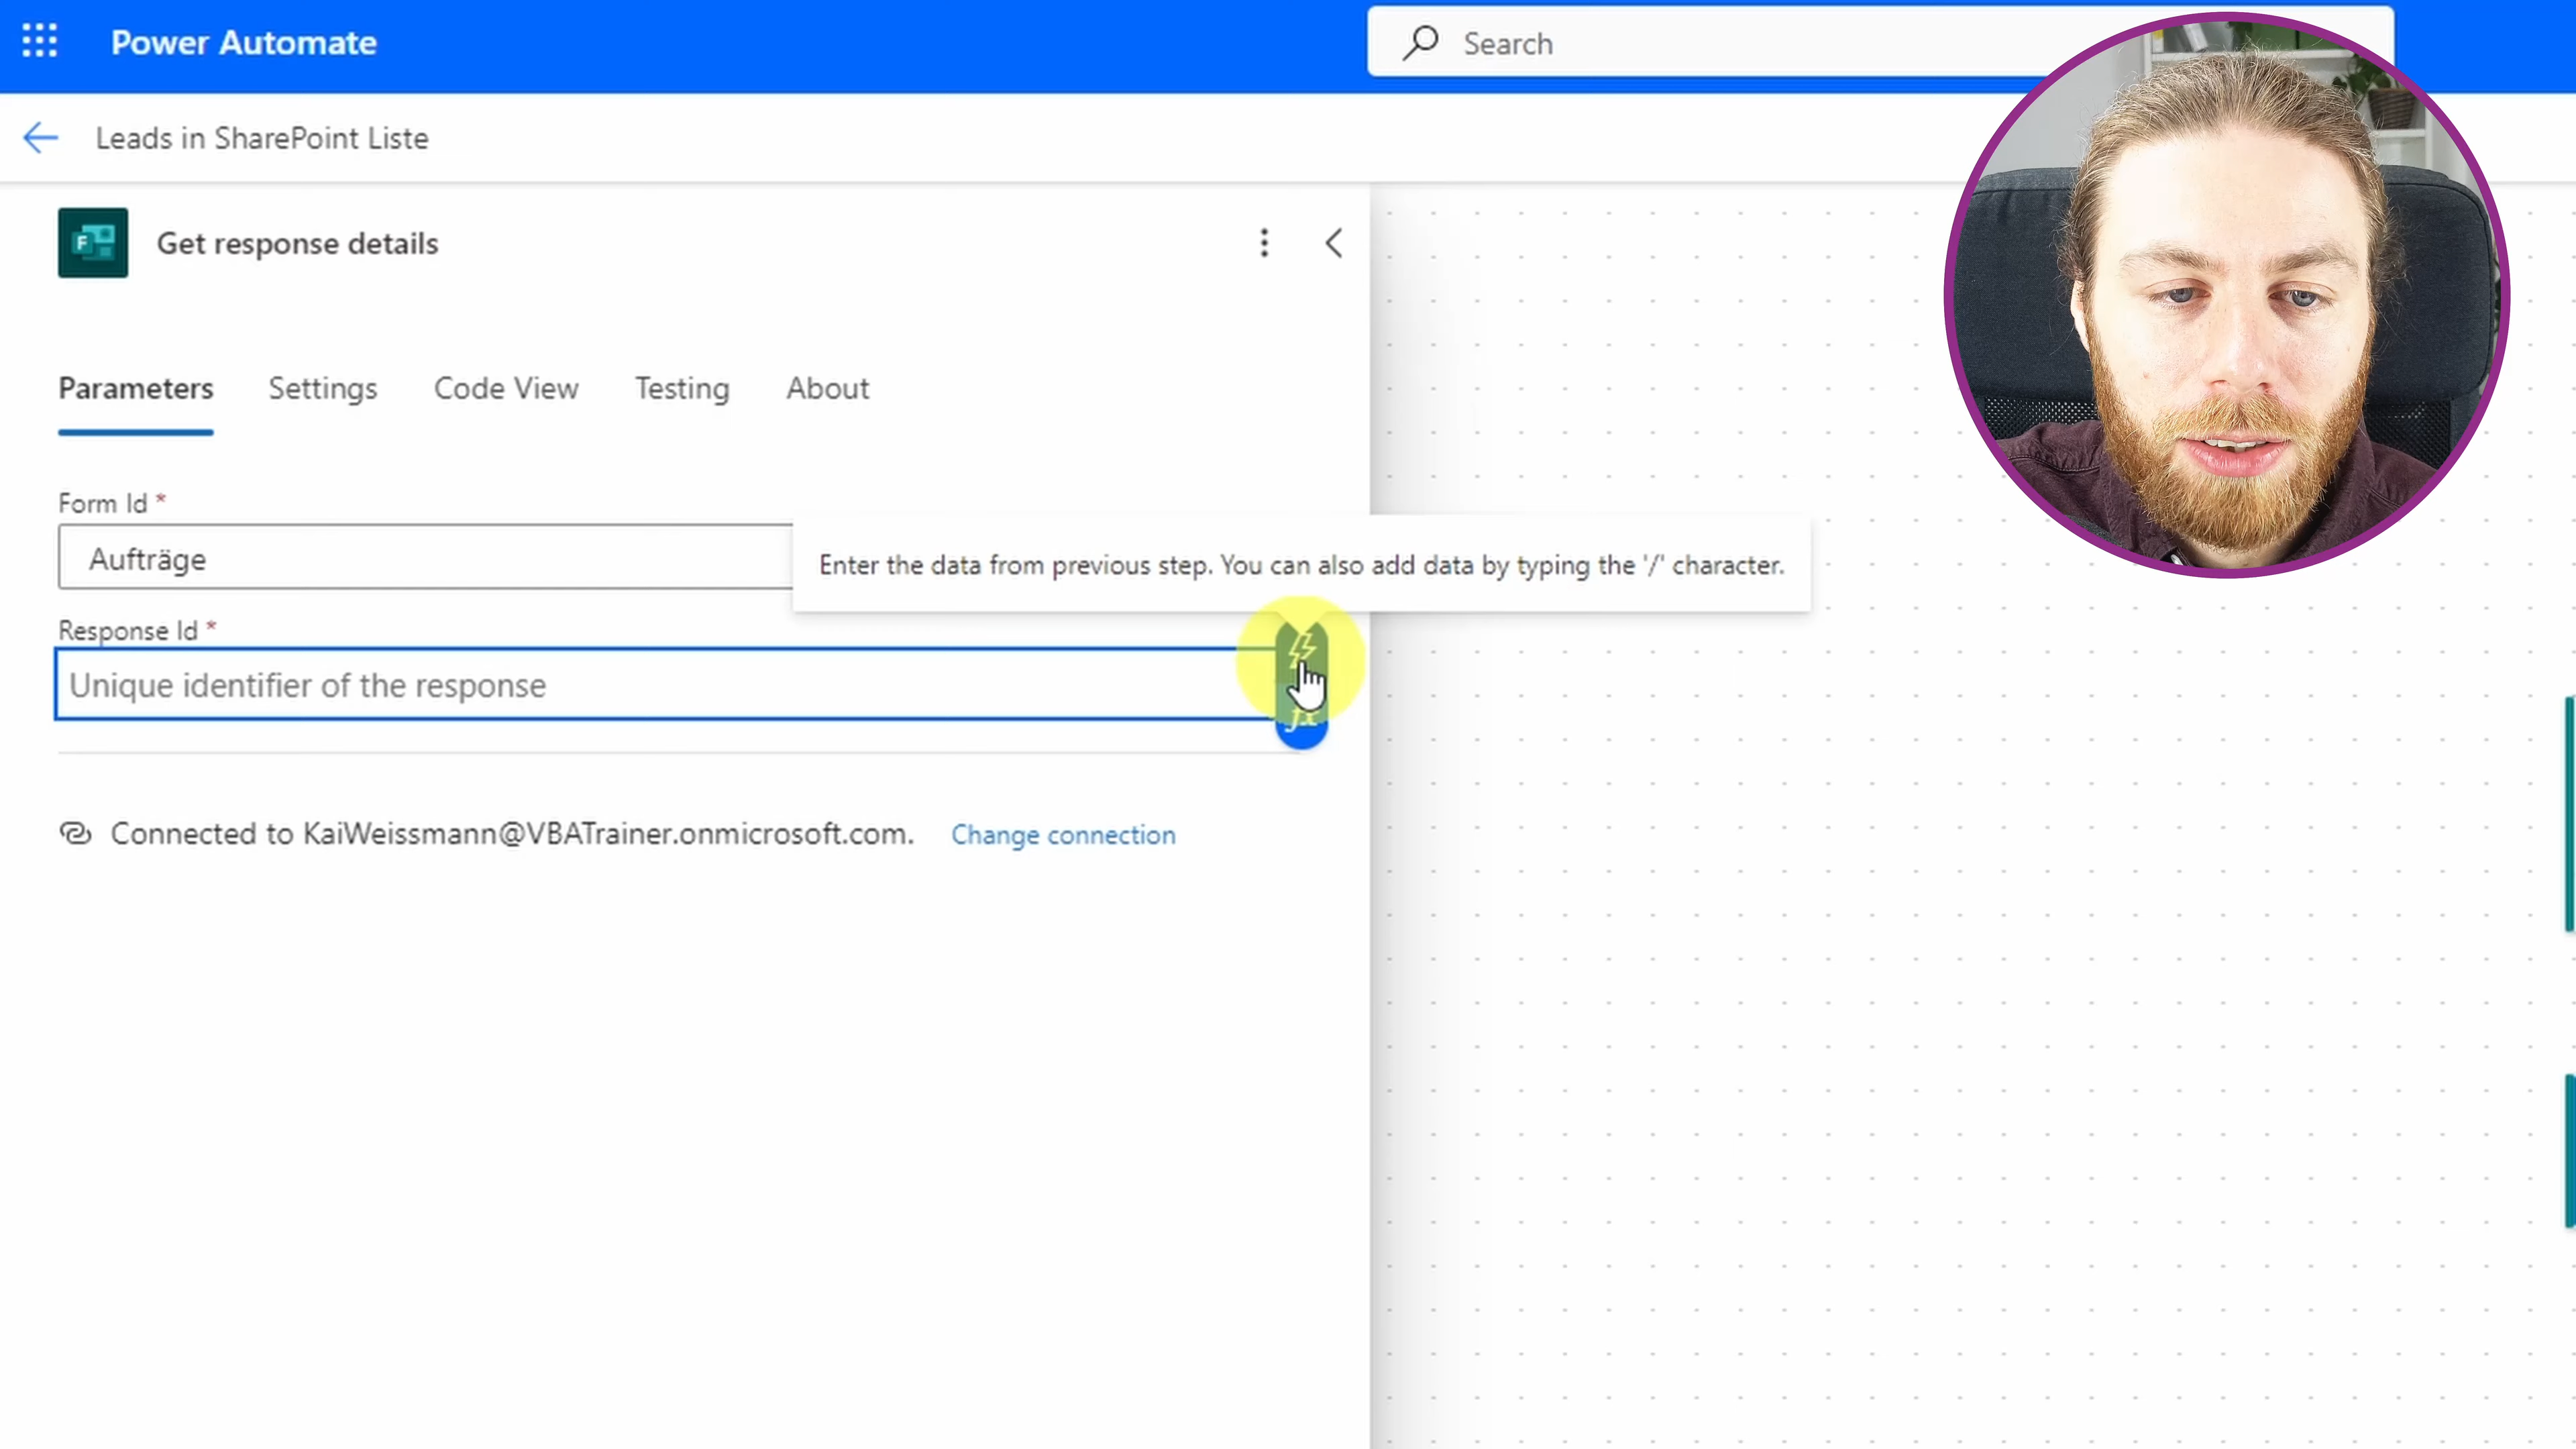 Power Automate
Search
Leads in SharePoint Liste
F
Get response details
Parameters Settings Code View Testing About
Form Id *
Aufträge
Enter the data from previous step. You can also add data by typing the '/' character.
Response Id *
Unique identifier of the response
fx
Connected to KaiWeissmann@VBATrainer.onmicrosoft.com. Change connection